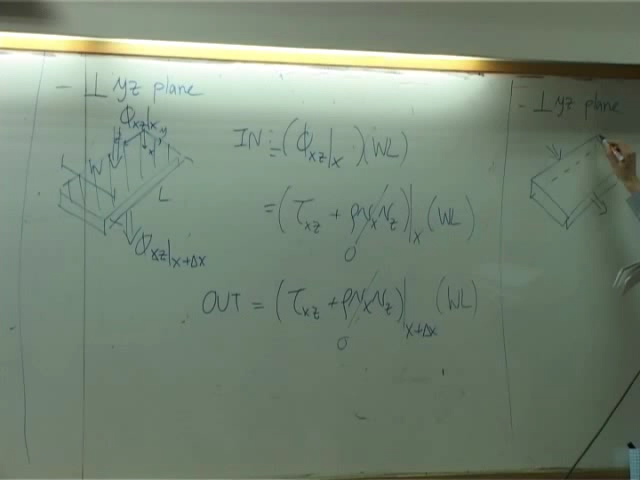 - ⊥ yz plane
ϕxz|x
W
L
ϕxz|x+Δx
IN = (ϕxz|x)(WL)
= (τxz + ρvxvz)|x (WL)
0
OUT = (τxz + ρvxvz)|x+Δx (WL)
0
- ⊥ yz plane